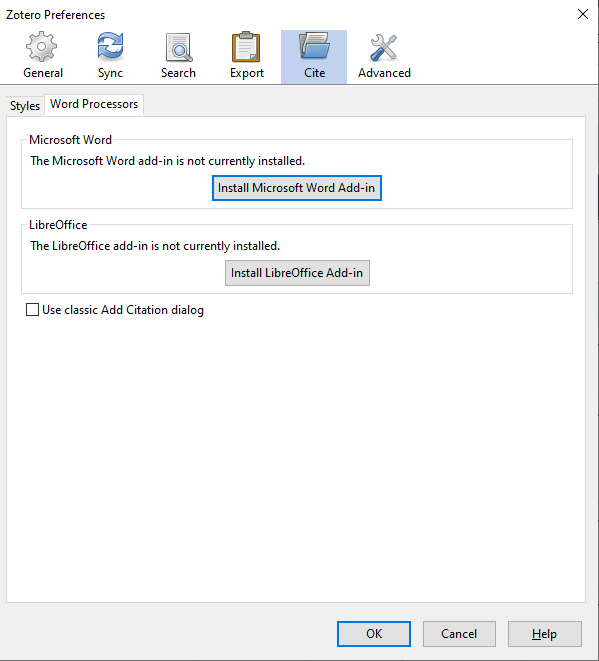 Zotero Preferences
General Sync Search Export Cite Advanced
Styles Word Processors
Microsoft Word
The Microsoft Word add-in is not currently installed.
Install Microsoft Word Add-in
LibreOffice
The LibreOffice add-in is not currently installed.
Install LibreOffice Add-in
Use classic Add Citation dialog
OK Cancel Help